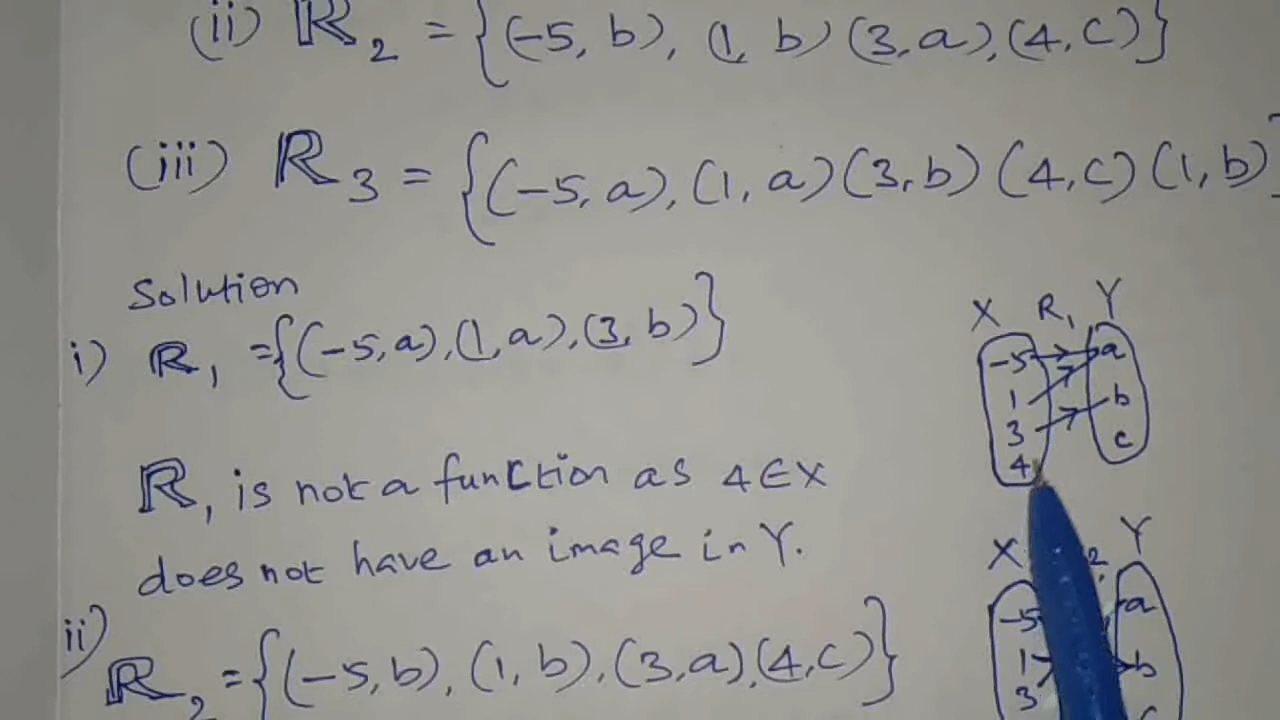 (ii) ℝ₂ = {(-5, b), (1, b) (3, a), (4, c)}
(iii) ℝ₃ = {(-5, a), (1, a) (3, b) (4, c) (1, b)}
Solution
i) ℝ₁ = {(-5, a), (1, a), (3, b)}
ℝ₁ is not a function as 4 ∈ X
does not have an image in Y.
ii) ℝ₂ = {(-5, b), (1, b), (3, a), (4, c)}
X R₁ Y
-5 a
1 b
3 c
4
X 2 Y
-5 a
1 b
3